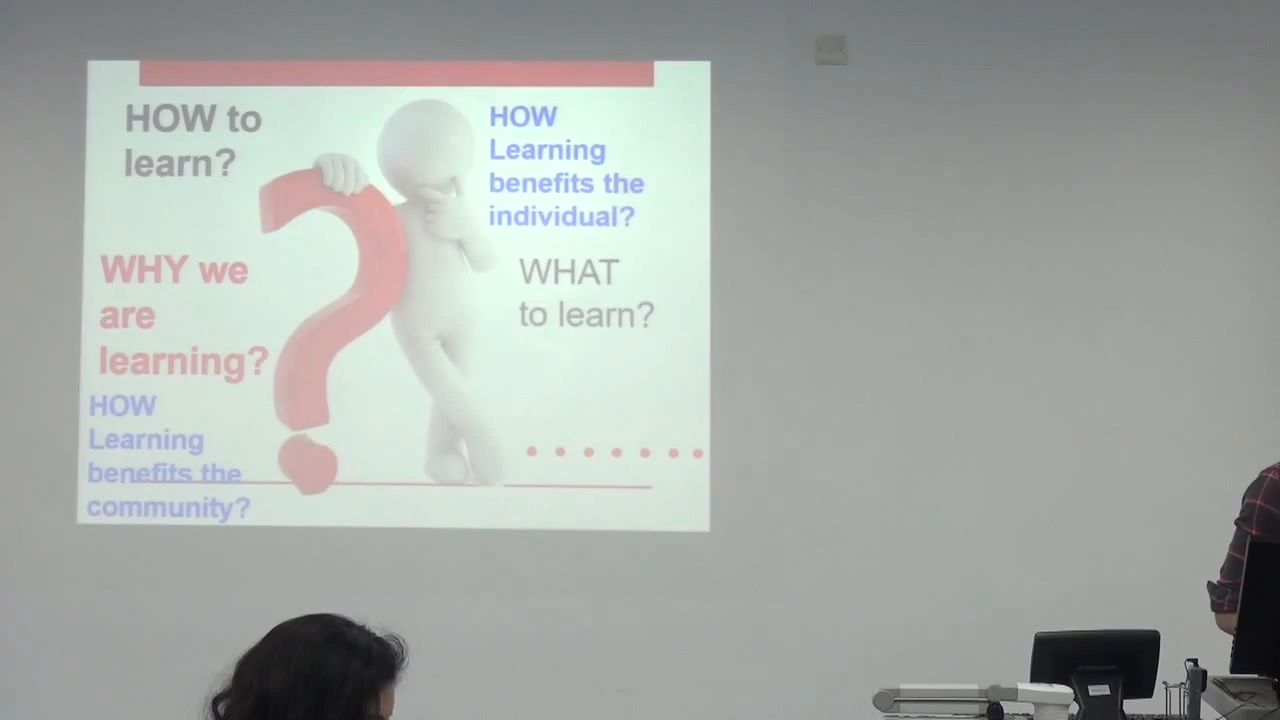 HOW to
learn?
HOW
Learning
benefits the
individual?
WHY we
are
learning?
WHAT
to learn?
HOW
Learning
benefits the
community?